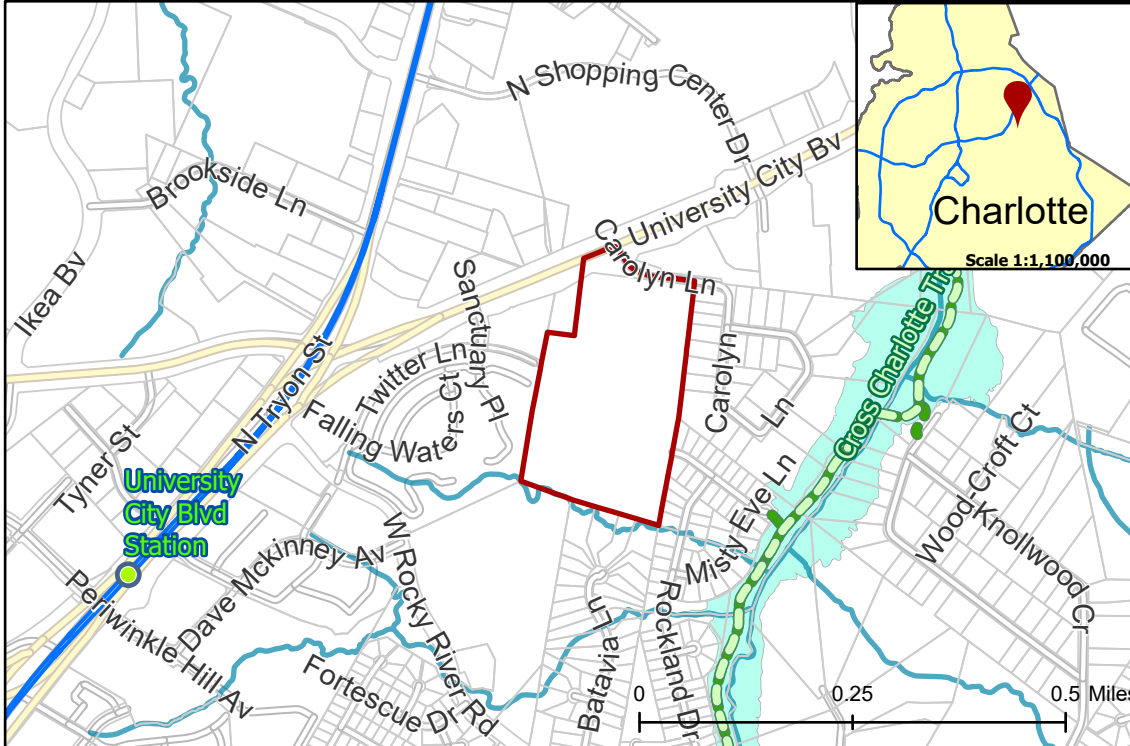 N Shopping Center Dr
University City Bv
Brookside Ln
Charlotte
Scale 1:1,100,000
Carolyn Ln
Ikea Bv
Sanctuary Pl
Cross Charlotte Tr
N Tryon St
Twitter Ln
Falling Waters Ct
Carolyn Ln
Tyner St
University
City Blvd
Station
Misty Eve Ln
Wood-Croft Ct
Knollwood Cr
W Rocky River Rd
Dave Mckinney Av
Periwinkle Hill Av
Batavia Ln
Rockland Dr
Fortescue Dr
0 0.25 0.5 Miles